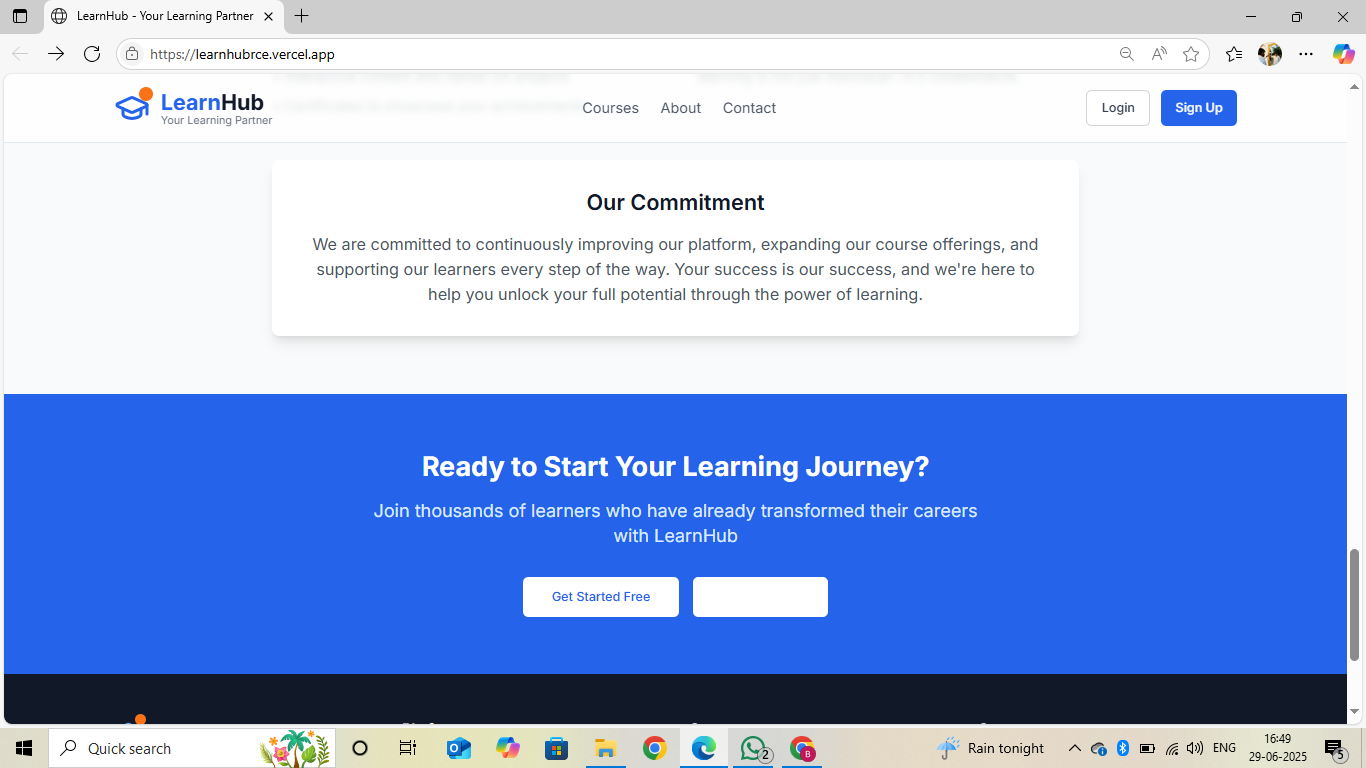 LearnHub - Your Learning Partner
https://learnhubrce.vercel.app
LearnHub
Your Learning Partner
Courses
About
Contact
Login
Sign Up
Our Commitment
We are committed to continuously improving our platform, expanding our course offerings, and
supporting our learners every step of the way. Your success is our success, and we're here to
help you unlock your full potential through the power of learning.
Ready to Start Your Learning Journey?
Join thousands of learners who have already transformed their careers
with LearnHub
Get Started Free
Quick search
2
B
Rain tonight
ENG
16:49
29-06-2025
5